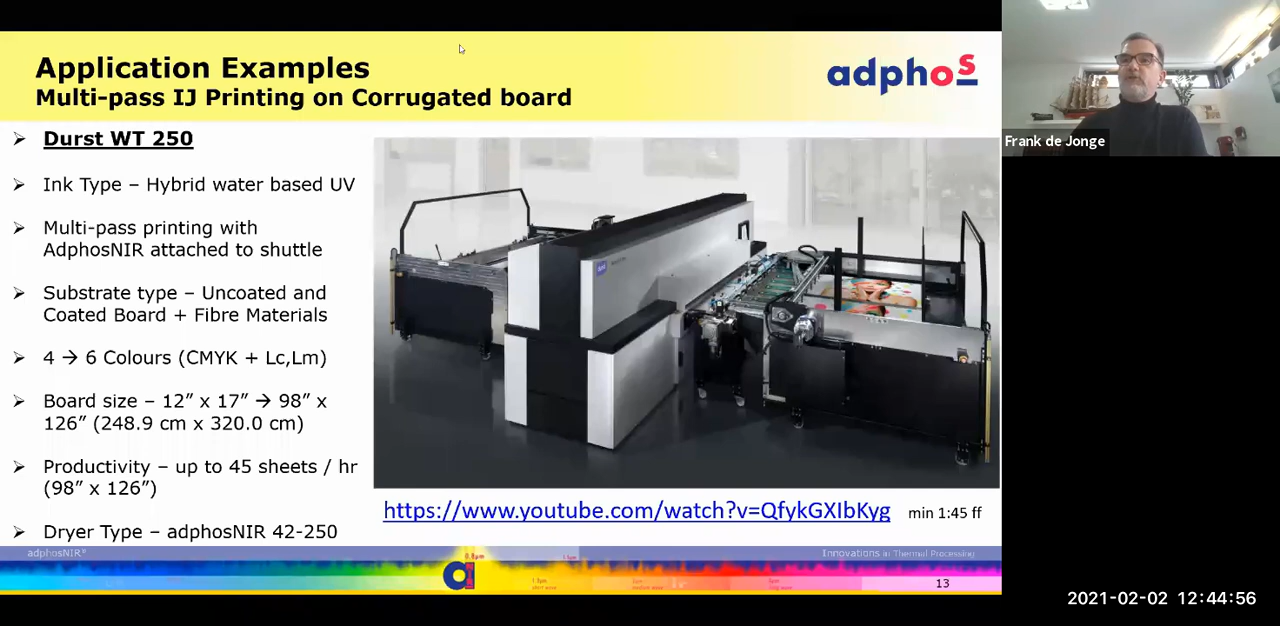 Application Examples
Multi-pass IJ Printing on Corrugated board
adphos
Frank de Jonge
➢ Durst WT 250
➢ Ink Type – Hybrid water based UV
➢ Multi-pass printing with
AdphosNIR attached to shuttle
➢ Substrate type – Uncoated and
Coated Board + Fibre Materials
➢ 4 → 6 Colours (CMYK + Lc,Lm)
➢ Board size – 12” x 17” → 98” x
126” (248.9 cm x 320.0 cm)
➢ Productivity – up to 45 sheets / hr
(98” x 126”)
➢ Dryer Type – adphosNIR 42-250
https://www.youtube.com/watch?v=QfykGXIbKyg min 1:45 ff
adphosNIR®
Innovations in Thermal Processing
0.8µm
13
2021-02-02 12:44:56